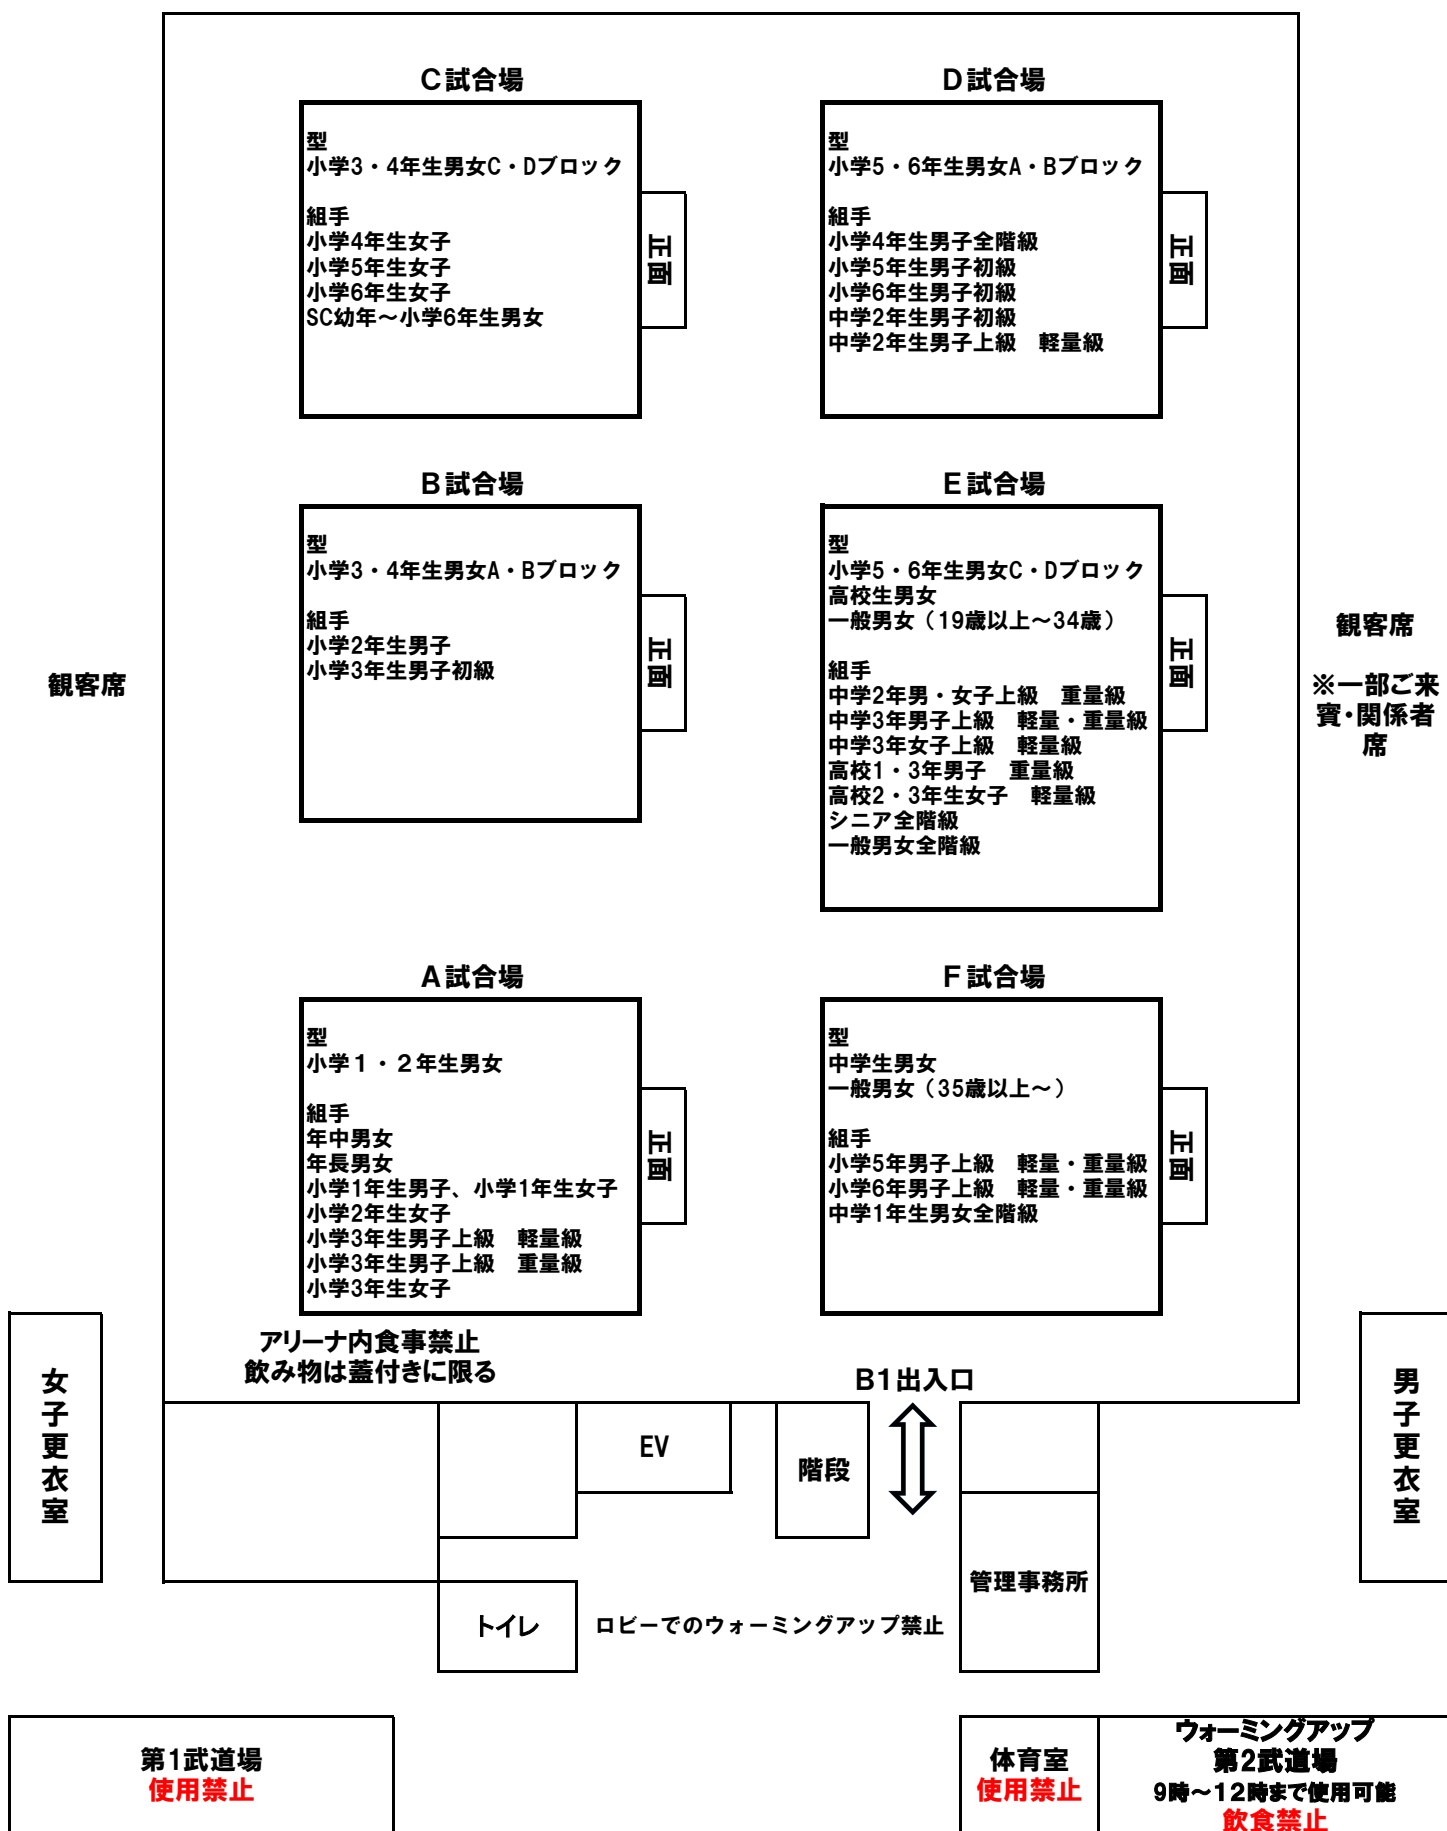 C試合場
型
小学3・4年生男女C・Dブロック
組手
小学4年生女子
小学5年生女子
小学6年生女子
SC幼年～小学6年生男女
正面
D試合場
型
小学5・6年生男女A・Bブロック
組手
小学4年生男子全階級
小学5年生男子初級
小学6年生男子初級
中学2年生男子初級
中学2年生男子上級　軽量級
正面
B試合場
型
小学3・4年生男女A・Bブロック
組手
小学2年生男子
小学3年生男子初級
正面
E試合場
型
小学5・6年生男女C・Dブロック
高校生男女
一般男女（19歳以上～34歳）
組手
中学2年男・女子上級　重量級
中学3年男子上級　軽量・重量級
中学3年女子上級　軽量級
高校1・3年男子　重量級
高校2・3年生女子　軽量級
シニア全階級
一般男女全階級
正面
観客席
観客席
※一部ご来
賓・関係者
席
A試合場
型
小学１・２年生男女
組手
年中男女
年長男女
小学1年生男子、小学1年生女子
小学2年生女子
小学3年生男子上級　軽量級
小学3年生男子上級　重量級
小学3年生女子
正面
F試合場
型
中学生男女
一般男女（35歳以上～）
組手
小学5年男子上級　軽量・重量級
小学6年男子上級　軽量・重量級
中学1年生男女全階級
正面
アリーナ内食事禁止
飲み物は蓋付きに限る
B1出入口
女子更衣室
EV
階段
男子更衣室
管理事務所
トイレ
ロビーでのウォーミングアップ禁止
第1武道場
使用禁止
体育室
使用禁止
ウォーミングアップ
第2武道場
9時～12時まで使用可能
飲食禁止